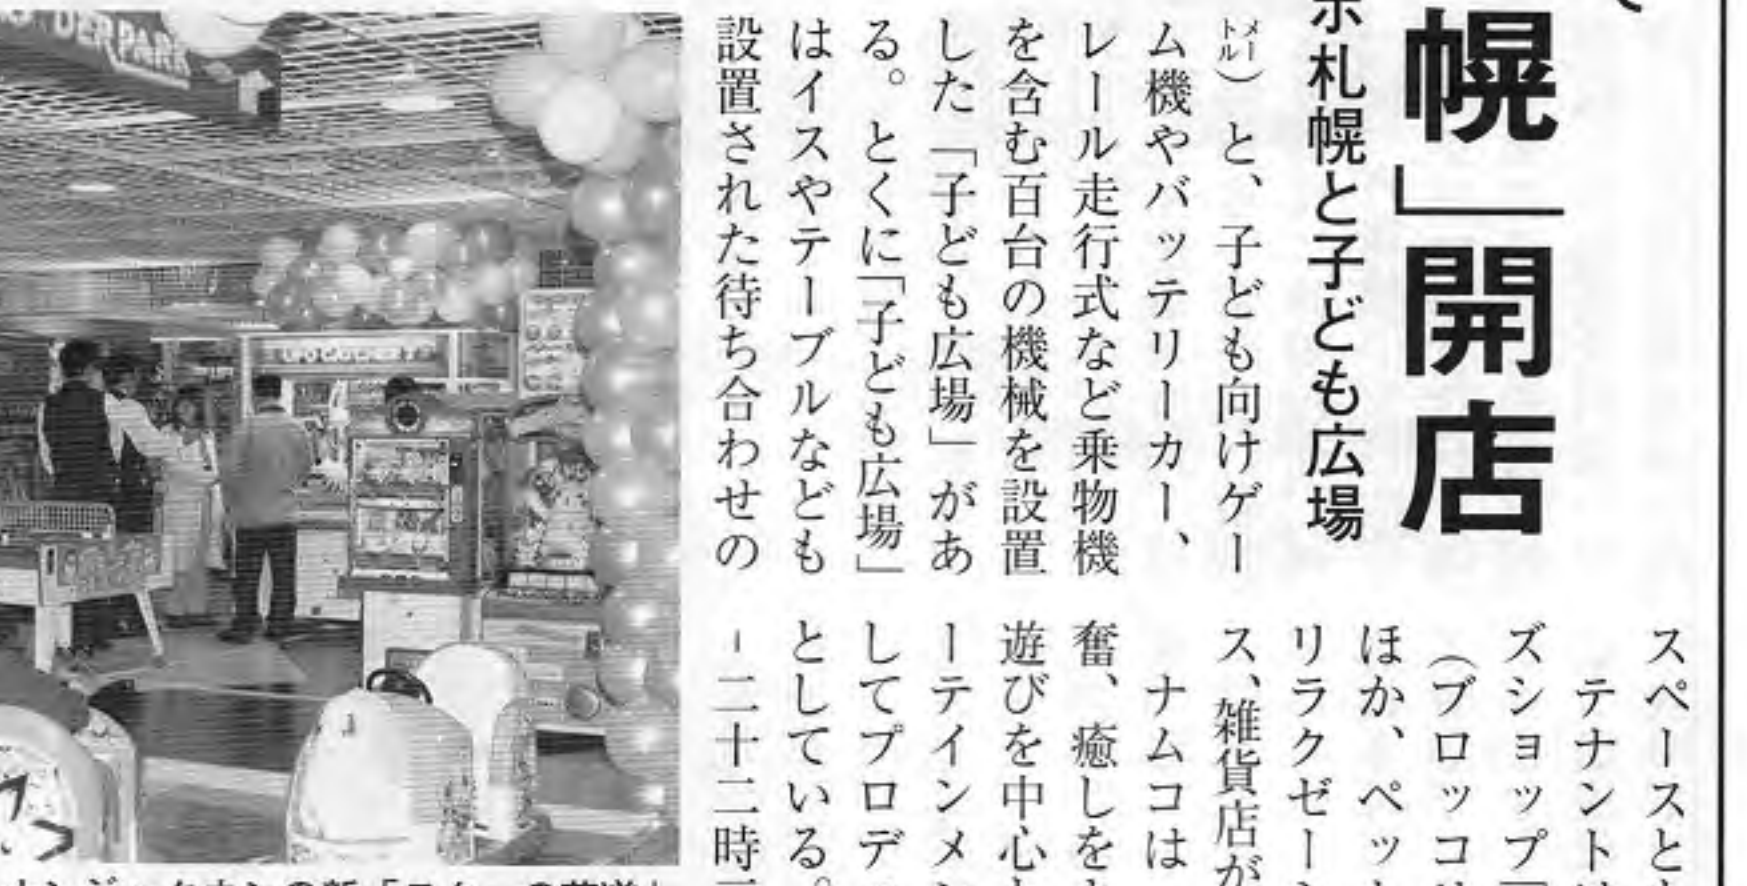 幌」開店
札幌と子ども広場
メートル)と、子ども向けゲー
ム機やバッテリーカー、
レール走行式など乗物機
を含む百台の機械を設置
した「子ども広場」があ
る。とくに「子ども広場」
はイスやテーブルなども
設置された待ち合わせの
スペースと
テナント
ズショップ「
(ブロッコ
ほか、ペッ
リラクゼー
ス、雑貨店が
ナムコは
奮、癒しを
遊びを中心
ーテインメ
してプロデ
としている。
二十二時
DERPARK
UFO CATCHER 7